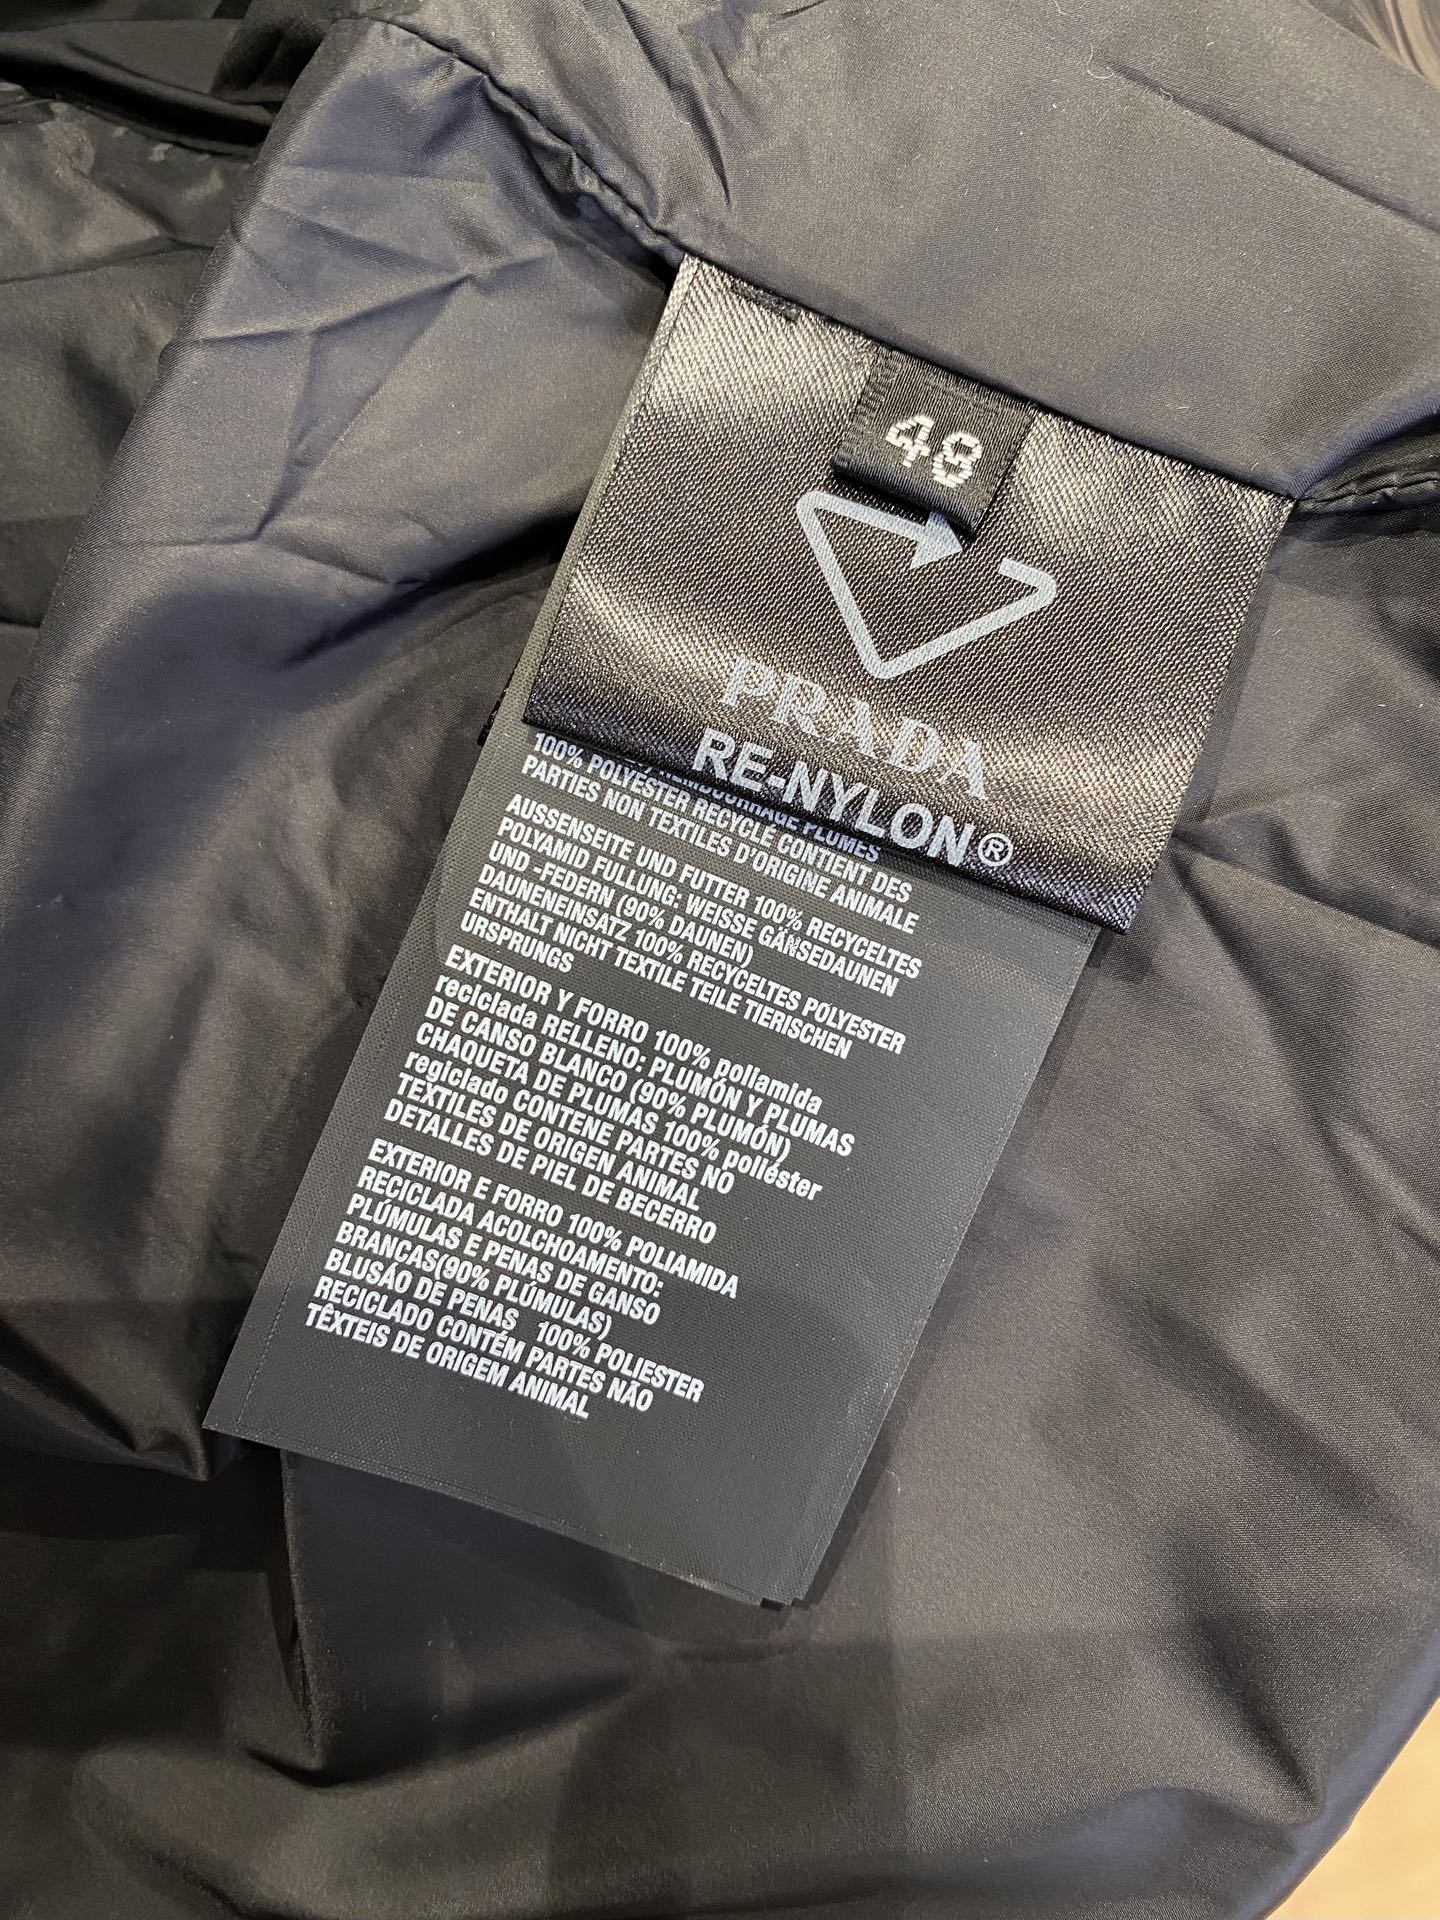 48
PRADA
RE-NYLON®
PLUMES
100% POLYESTER RECYCLÉ CONTIENT DES
PARTIES NON TEXTILES D'ORIGINE ANIMALE
AUSSENSEITE UND FUTTER 100% RECYCELTES
POLYAMID FULLUNG: WEISSE GÄNSEDAUNEN
UND -FEDERN (90% DAUNEN)
DAUNENEINSATZ 100% RECYCELTES POLYESTER
ENTHALT NICHT TEXTILE TEILE TIERISCHEN
URSPRUNGS
EXTERIOR Y FORRO 100% poliamida
reciclada RELLENO: PLUMÓN Y PLUMAS
DE CANSO BLANCO (90% PLUMÓN)
CHAQUETA DE PLUMAS 100% poliéster
regiclado CONTENE PARTES NO
TEXTILES DE ORIGEN ANIMAL
DETALLES DE PIEL DE BECERRO
EXTERIOR E FORRO 100% POLIAMIDA
RECICLADA ACOLCHOAMENTO:
PLÚMULAS E PENAS DE GANSO
BRANCAS(90% PLÚMULAS)
BLUSÁO DE PENAS 100% POLIESTER
RECICLADO CONTÉM PARTES NÃO
TÊXTEIS DE ORIGEM ANIMAL